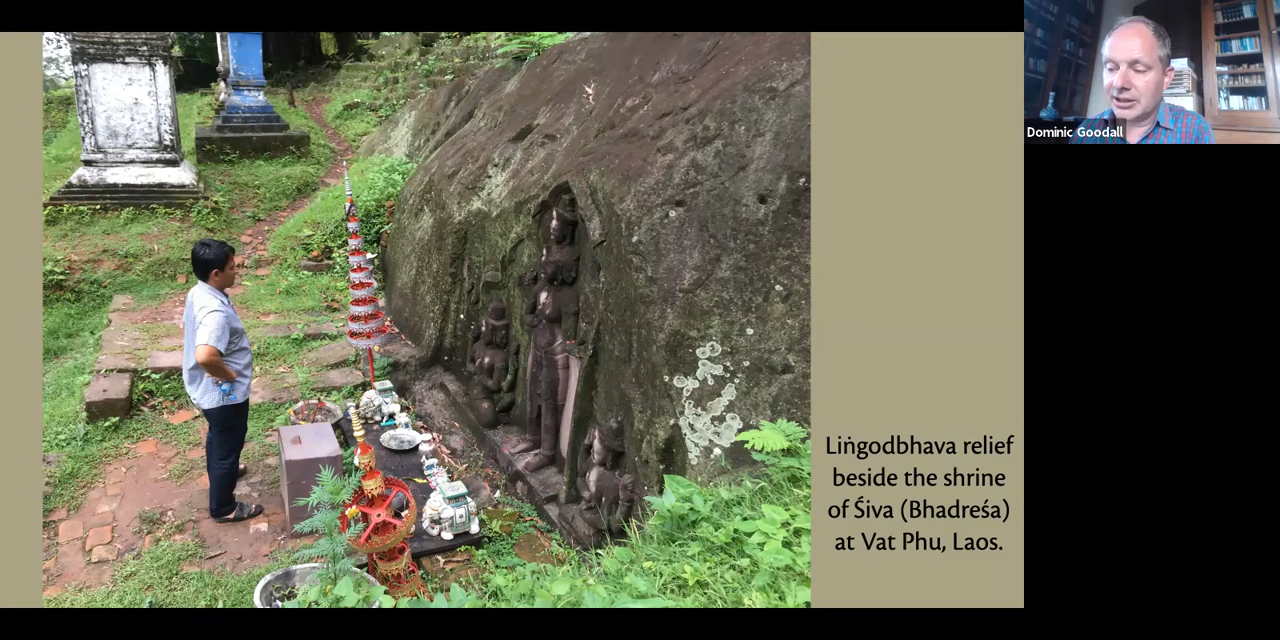 Dominic Goodall
Liṅgodbhava relief
beside the shrine
of Śiva (Bhadreśa)
at Vat Phu, Laos.